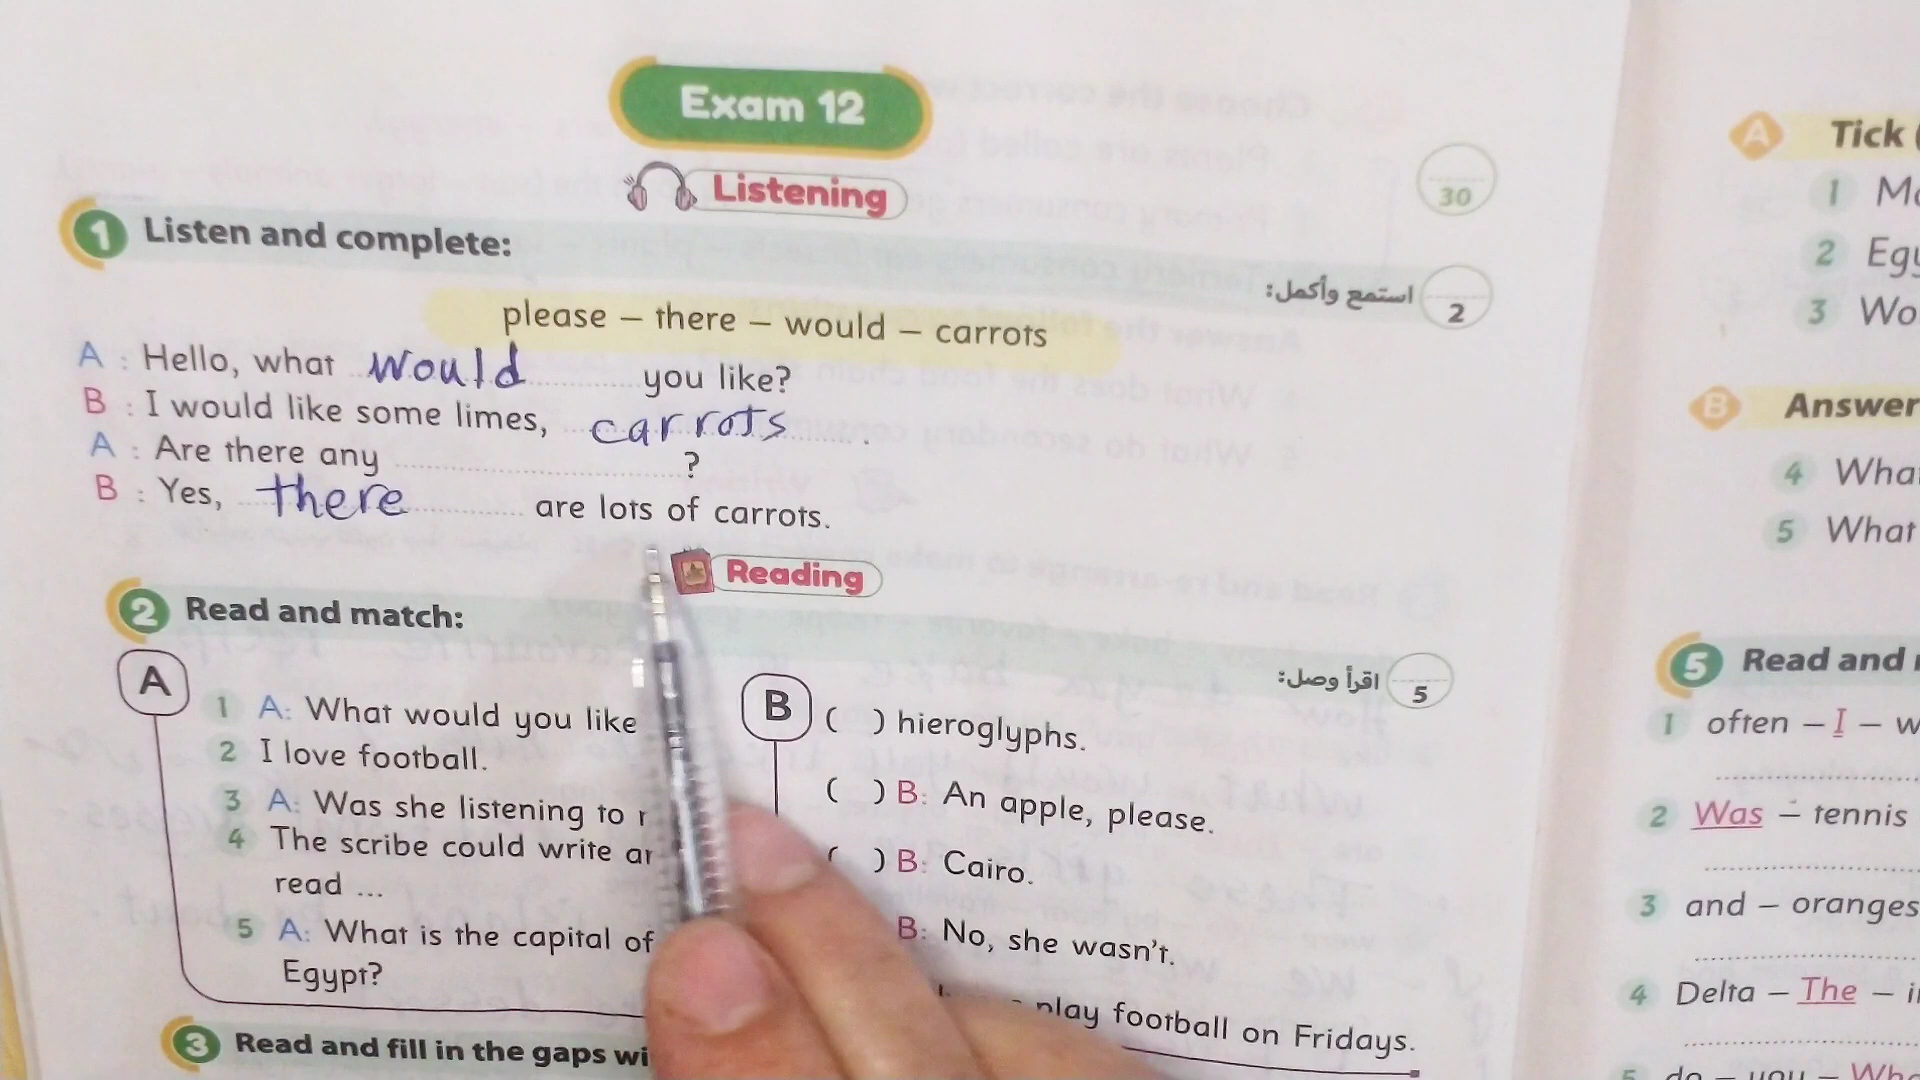 Exam 12
Listening
30
1 Listen and complete:
استمع وأكمل:
2
please – there – would – carrots
A : Hello, what would you like?
B : I would like some limes, carrots .
A : Are there any ?
B : Yes, there are lots of carrots.
Reading
2 Read and match:
اقرأ وصل:
5
A
1 A: What would you like
2 I love football.
3 A: Was she listening to
4 The scribe could write
read ...
5 A: What is the capital of
Egypt?
B
( ) hieroglyphs.
( ) B: An apple, please.
( ) B: Cairo.
B: No, she wasn't.
play football on Fridays.
3 Read and fill in the gaps
A Tick
1
2
3
B Answer
4
5 What
5 Read and
1 often – I –
2 Was – tennis
3 and – oranges
4 Delta – The –
5 do – you –